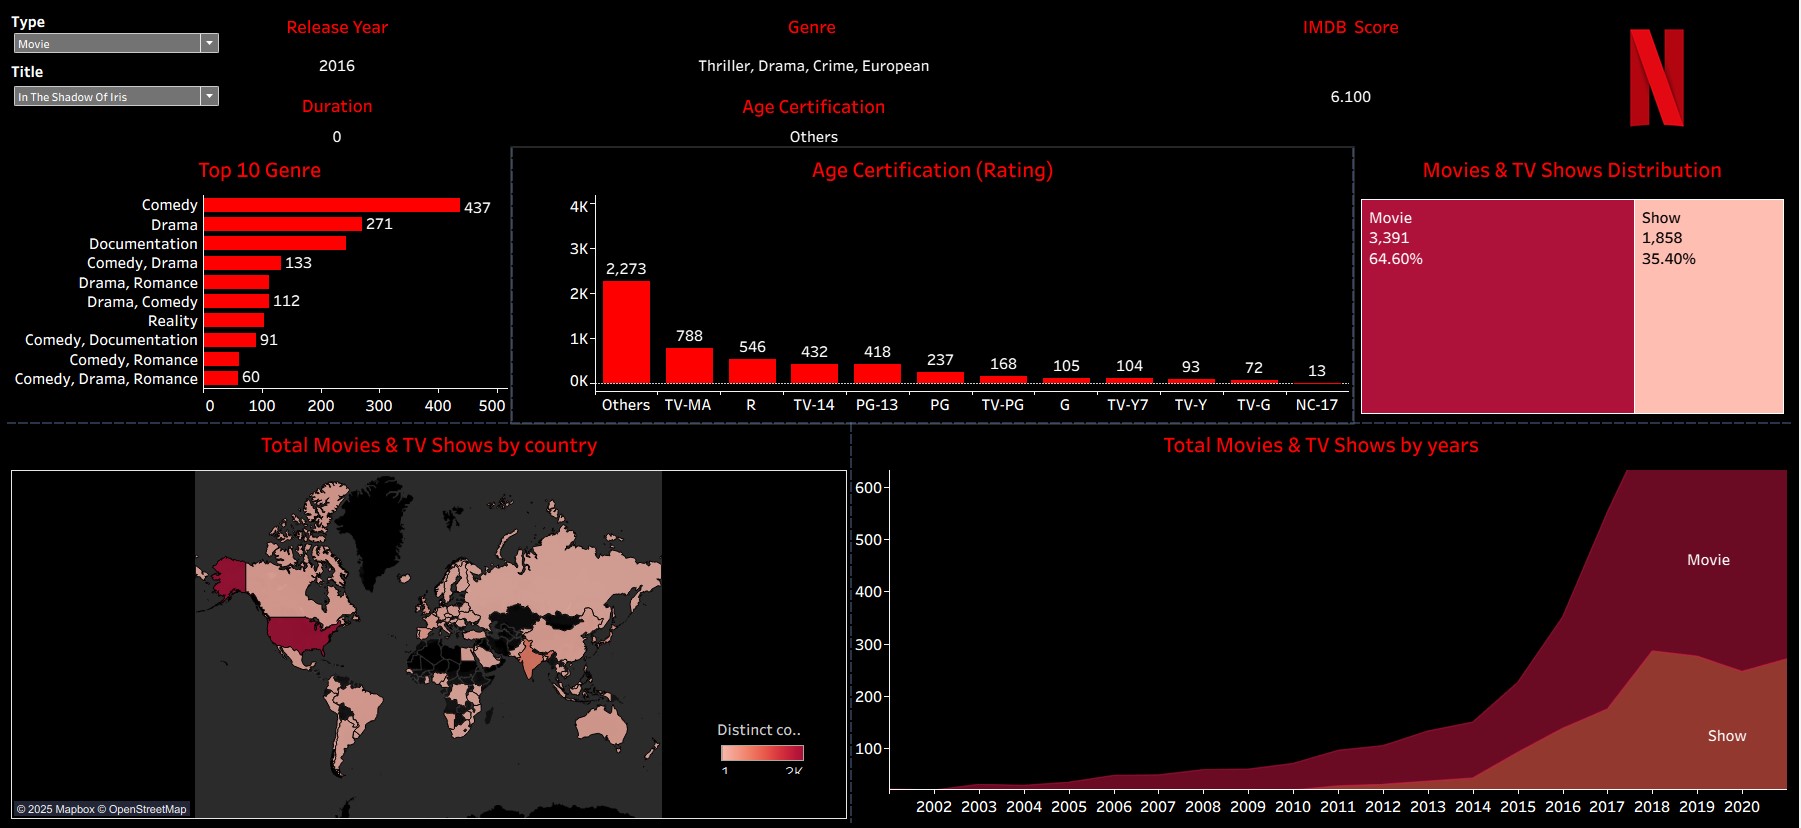 Type
Movie
Title
In The Shadow Of Iris
Release Year
2016
Duration
0
Genre
Thriller, Drama, Crime, European
Age Certification
Others
IMDB Score
6.100
Top 10 Genre
Comedy 437
Drama 271
Documentation
Comedy, Drama 133
Drama, Romance
Drama, Comedy 112
Reality
Comedy, Documentation 91
Comedy, Romance
Comedy, Drama, Romance 60
0 100 200 300 400 500
Age Certification (Rating)
4K
3K
2K
1K
0K
2,273 788 546 432 418 237 168 105 104 93 72 13
Others TV-MA R TV-14 PG-13 PG TV-PG G TV-Y7 TV-Y TV-G NC-17
Movies & TV Shows Distribution
Movie
3,391
64.60%
Show
1,858
35.40%
Total Movies & TV Shows by country
Distinct co..
1 2K
© 2025 Mapbox © OpenStreetMap
Total Movies & TV Shows by years
600
500
400
300
200
100
Movie
Show
2002 2003 2004 2005 2006 2007 2008 2009 2010 2011 2012 2013 2014 2015 2016 2017 2018 2019 2020